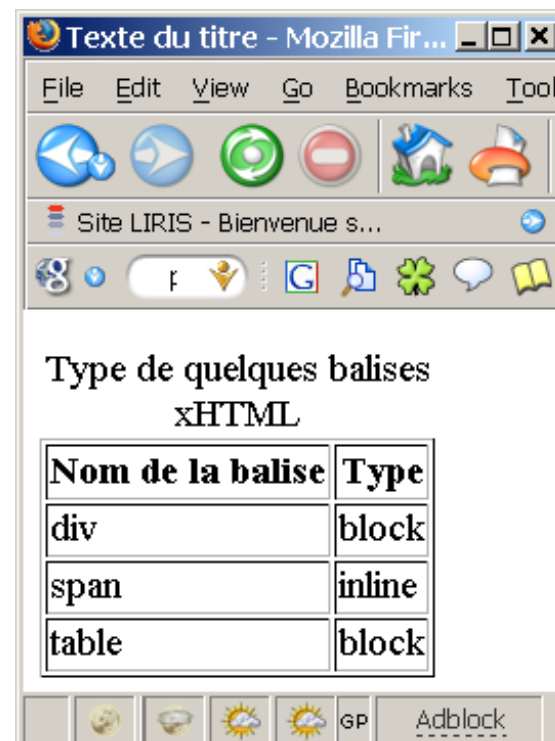 Texte du titre - Mozilla Fir...
File Edit View Go Bookmarks Tool
Site LIRIS - Bienvenue s...
G
Type de quelques balises
xHTML
Nom de la balise Type
div block
span inline
table block
GP Adblock